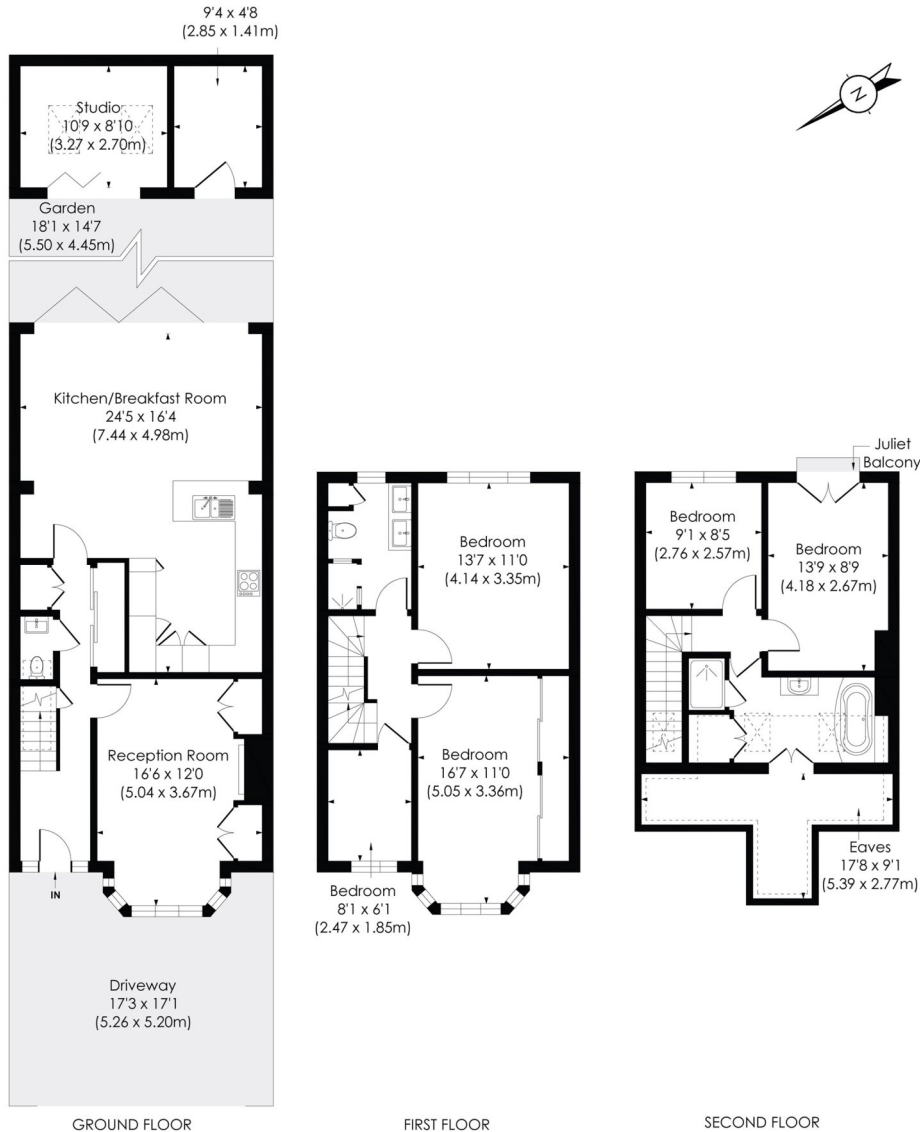 9'4 x 4'8
(2.85 x 1.41m)
N
Studio
10'9 x 8'10
(3.27 x 2.70m)
Garden
18'1 x 14'7
(5.50 x 4.45m)
Kitchen/Breakfast Room
24'5 x 16'4
(7.44 x 4.98m)
Reception Room
16'6 x 12'0
(5.04 x 3.67m)
IN
Driveway
17'3 x 17'1
(5.26 x 5.20m)
GROUND FLOOR
Bedroom
13'7 x 11'0
(4.14 x 3.35m)
Bedroom
16'7 x 11'0
(5.05 x 3.36m)
Bedroom
8'1 x 6'1
(2.47 x 1.85m)
FIRST FLOOR
Juliet
Balcony
Bedroom
9'1 x 8'5
(2.76 x 2.57m)
Bedroom
13'9 x 8'9
(4.18 x 2.67m)
Eaves
17'8 x 9'1
(5.39 x 2.77m)
SECOND FLOOR